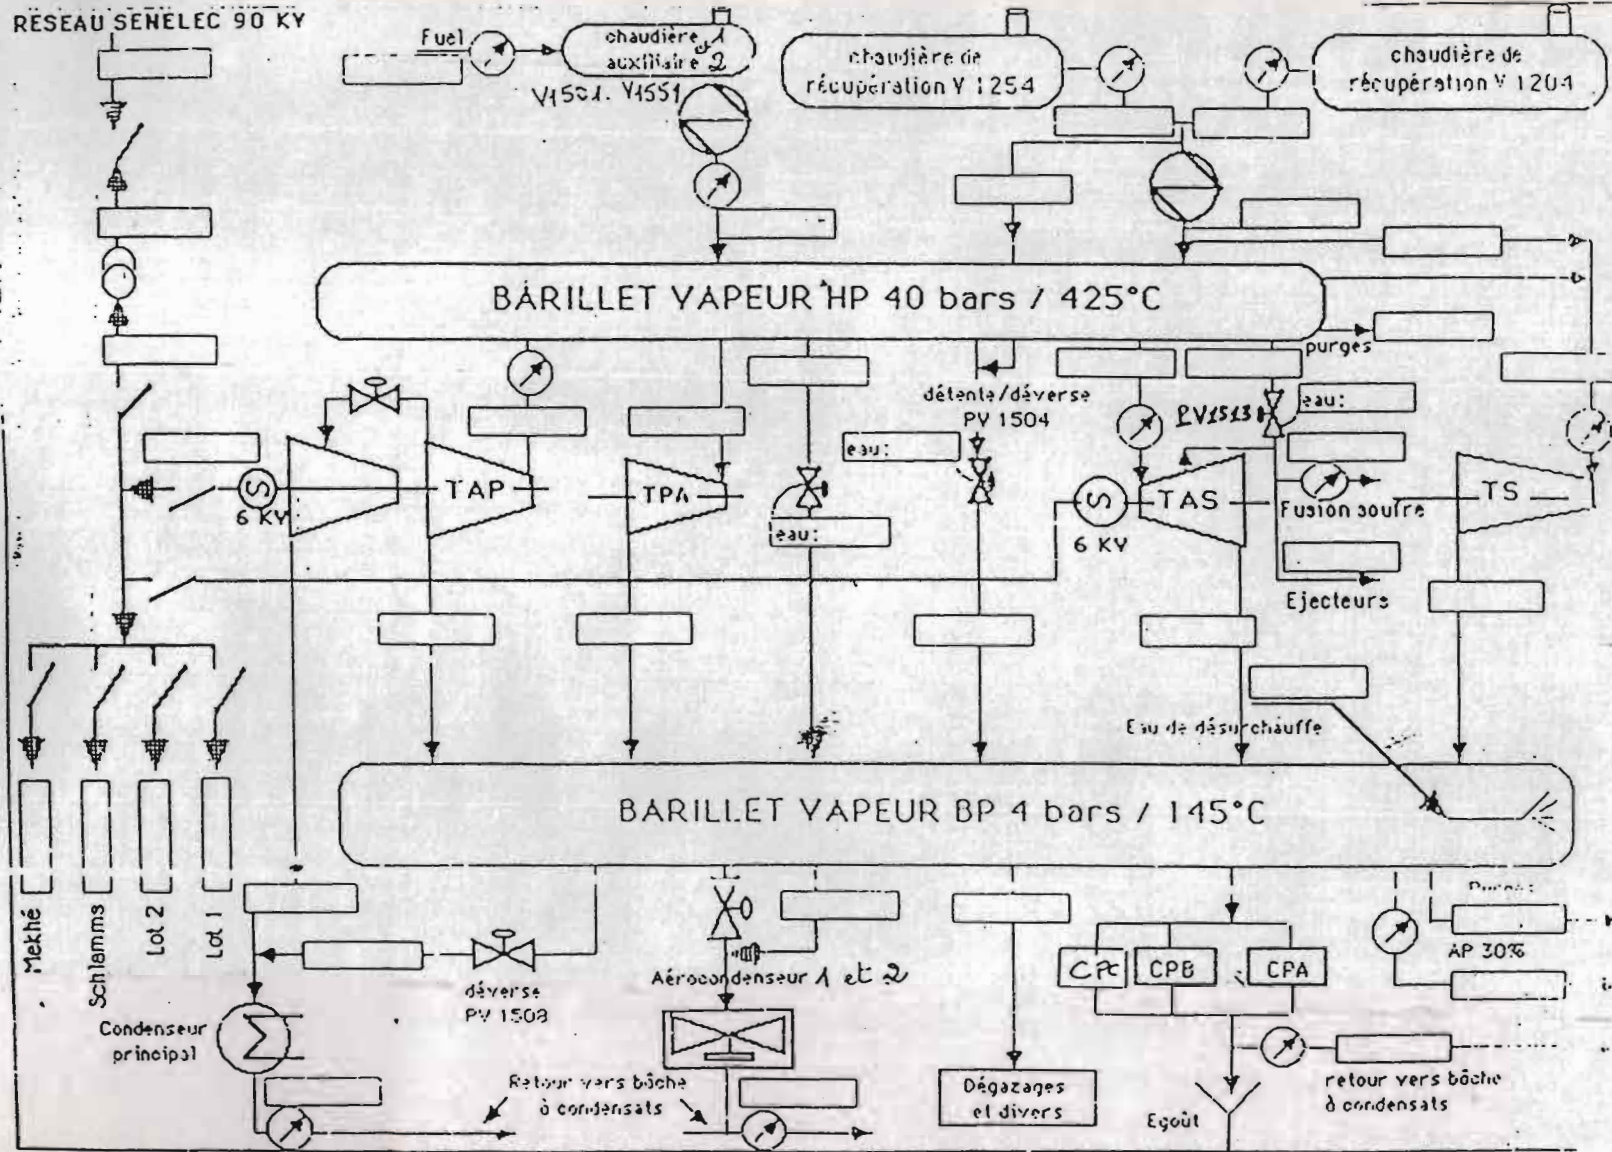 RESEAU SENELEC 90 KV
Fuel
chaudière 1
et
auxiliaire 2
V1501. V1551
chaudière de
récupération V 1254
chaudière de
récupération V 1204
BARILLET VAPEUR HP 40 bars / 425°C
purges
détente/déverse
PV 1504
PV1513
eau:
eau:
eau:
S
6 KV
TAP
TPA
S
6 KV
TAS
TS
Fusion soufre
Ejecteurs
Eau de désurchauffe
BARILLET VAPEUR BP 4 bars / 145°C
Mekhé
Schlamms
Lot 2
Lot 1
Purges
AP 30%
CPC
CPB
CPA
déverse
PV 1508
Aérocondenseur 1 et 2
Condenseur
principal
Retour vers bâche
à condensats
Dégazages
et divers
Egoût
retour vers bâche
à condensats